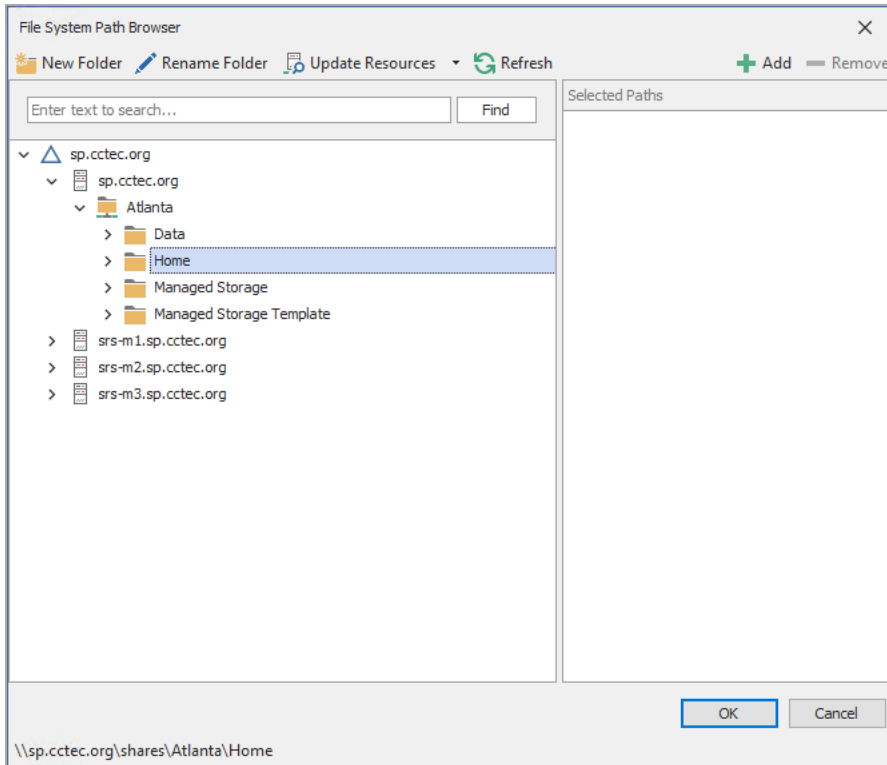 File System Path Browser
New Folder Rename Folder Update Resources Refresh Add Remove
Enter text to search... Find
Selected Paths
sp.cctec.org
sp.cctec.org
Atlanta
Data
Home
Managed Storage
Managed Storage Template
srs-m1.sp.cctec.org
srs-m2.sp.cctec.org
srs-m3.sp.cctec.org
OK Cancel
\\sp.cctec.org\shares\Atlanta\Home